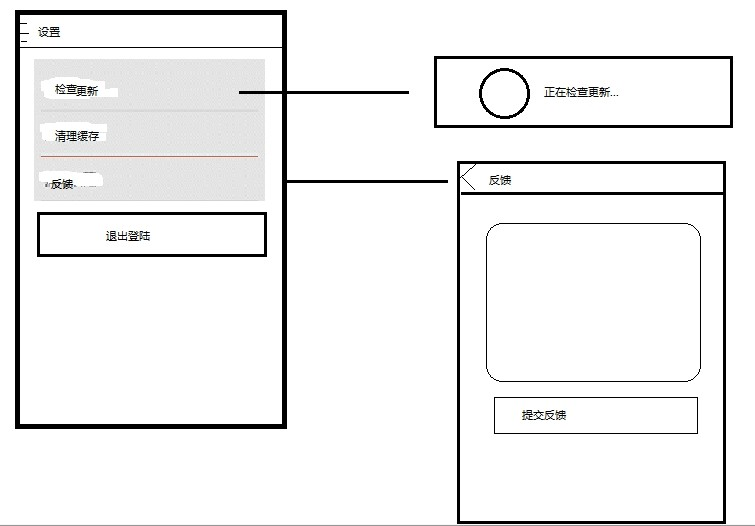 设置
检查更新
清理缓存
反馈
退出登陆
正在检查更新...
反馈
提交反馈